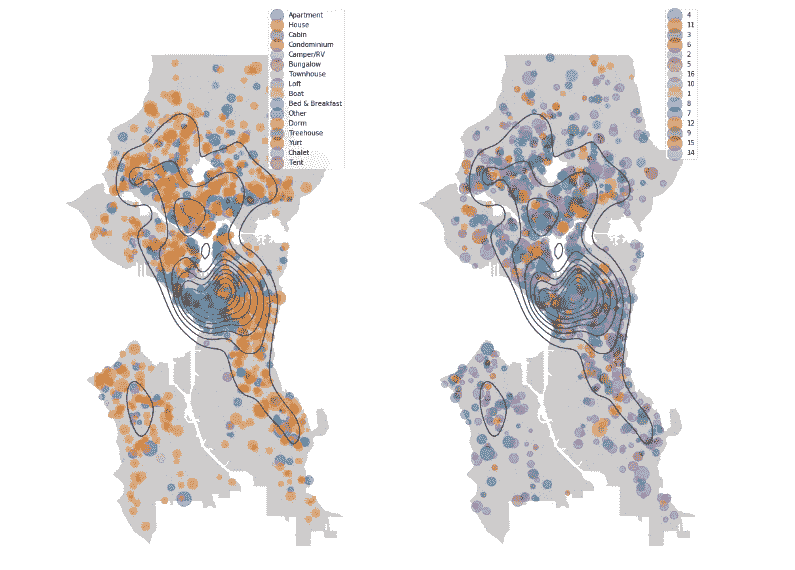 Apartment
House
Cabin
Condominium
Camper/RV
Bungalow
Townhouse
Loft
Boat
Bed & Breakfast
Other
Dorm
Treehouse
Yurt
Chalet
Tent
4
11
3
6
2
5
16
10
1
8
7
12
9
15
14